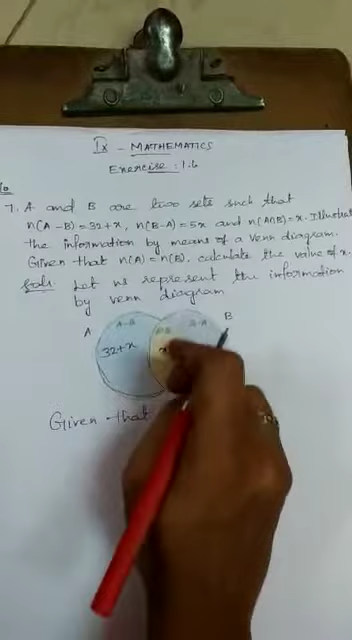 IX - MATHEMATICS
Exercise: 1.6
7. A and B are two sets such that
n(A-B)=32+x, n(B-A)=5x and n(A∩B)=x. Illustrate
the information by means of a Venn diagram.
Given that n(A)=n(B). calculate the value of x.
Soln. Let us represent the information
by venn diagram
A B
A-B B-A
32+x x
Given that